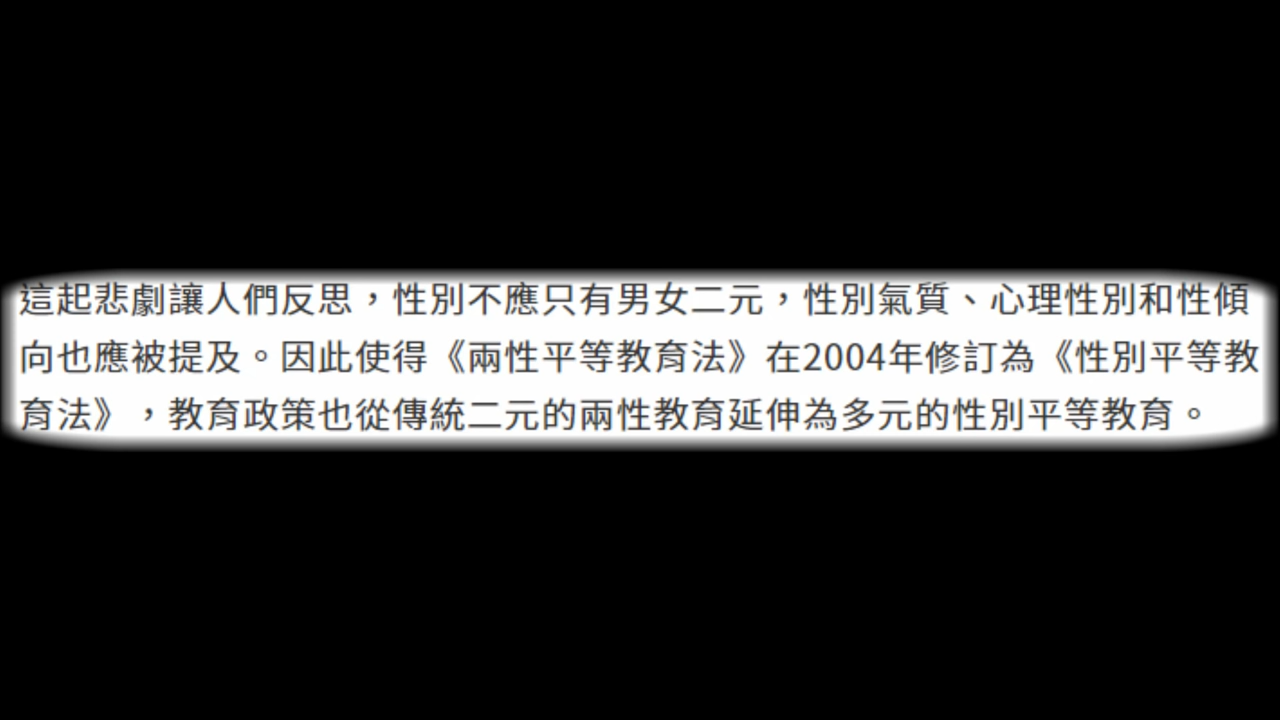 這起悲劇讓人們反思，性別不應只有男女二元，性別氣質、心理性別和性傾
向也應被提及。因此使得《兩性平等教育法》在2004年修訂為《性別平等教
育法》，教育政策也從傳統二元的兩性教育延伸為多元的性別平等教育。